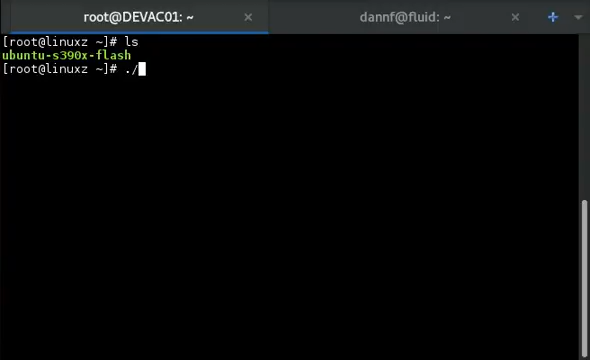 root@DEVAC01: ~ × dannf@fluid: ~ ×
[root@linuxz ~]# ls
ubuntu-s390x-flash
[root@linuxz ~]# ./